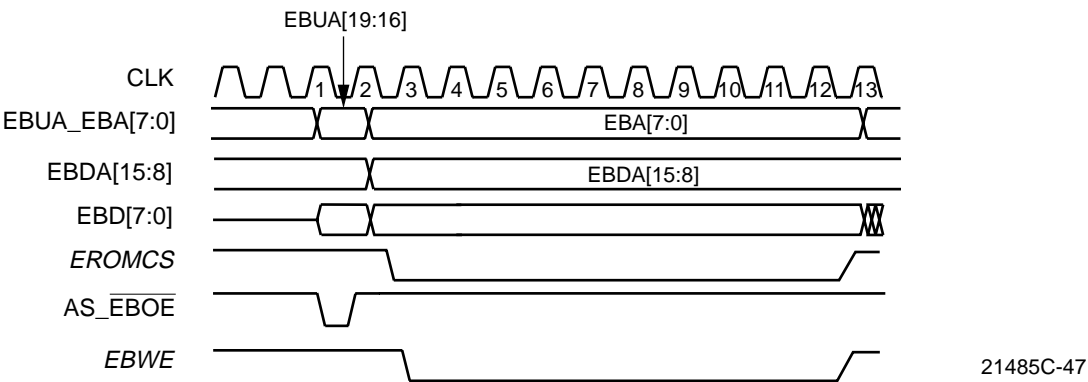 EBUA[19:16]
CLK
1 2 3 4 5 6 7 8 9 10 11 12 13
EBUA_EBA[7:0]
EBA[7:0]
EBDA[15:8]
EBDA[15:8]
EBD[7:0]
EROMCS
AS_EBOE
EBWE
21485C-47